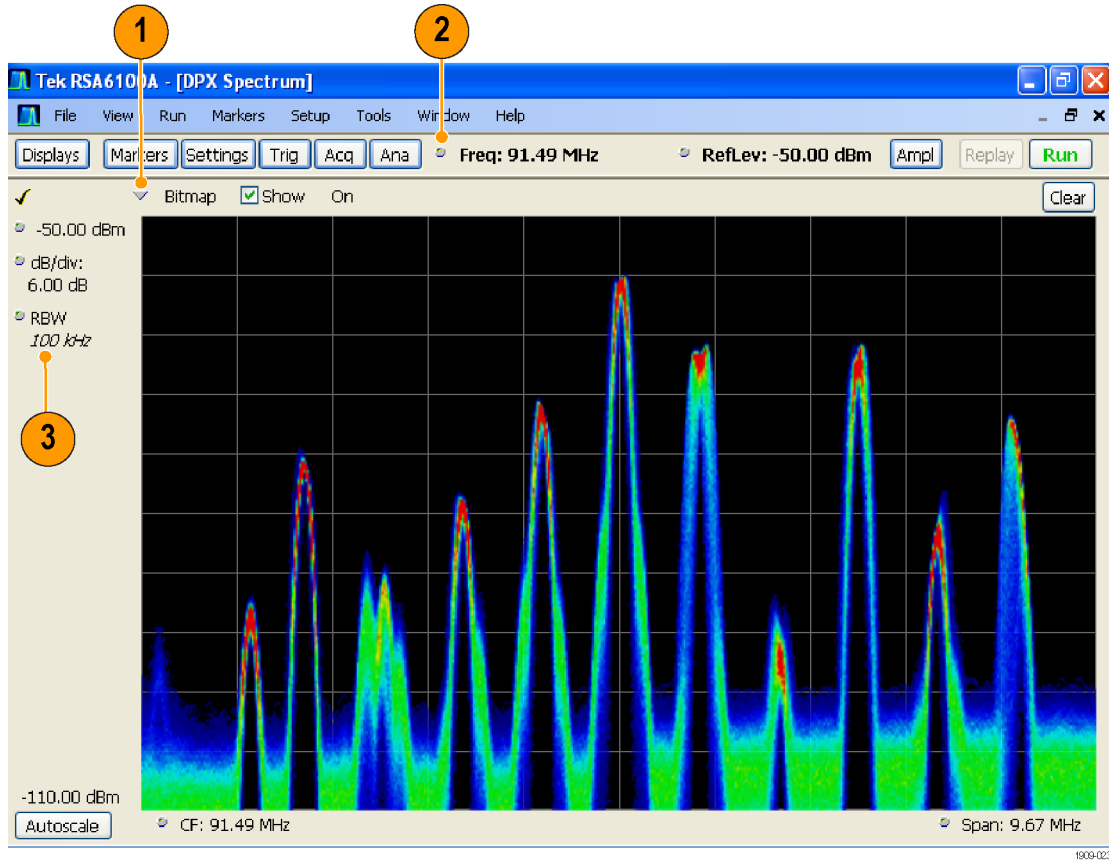 1
2
Tek RSA6100A - [DPX Spectrum]
File View Run Markers Setup Tools Window Help
Displays Markers Settings Trig Acq Ana Freq: 91.49 MHz RefLev: -50.00 dBm Ampl Replay Run
Bitmap Show On Clear
-50.00 dBm
dB/div:
6.00 dB
RBW
100 kHz
3
-110.00 dBm
Autoscale CF: 91.49 MHz Span: 9.67 MHz
1909-023